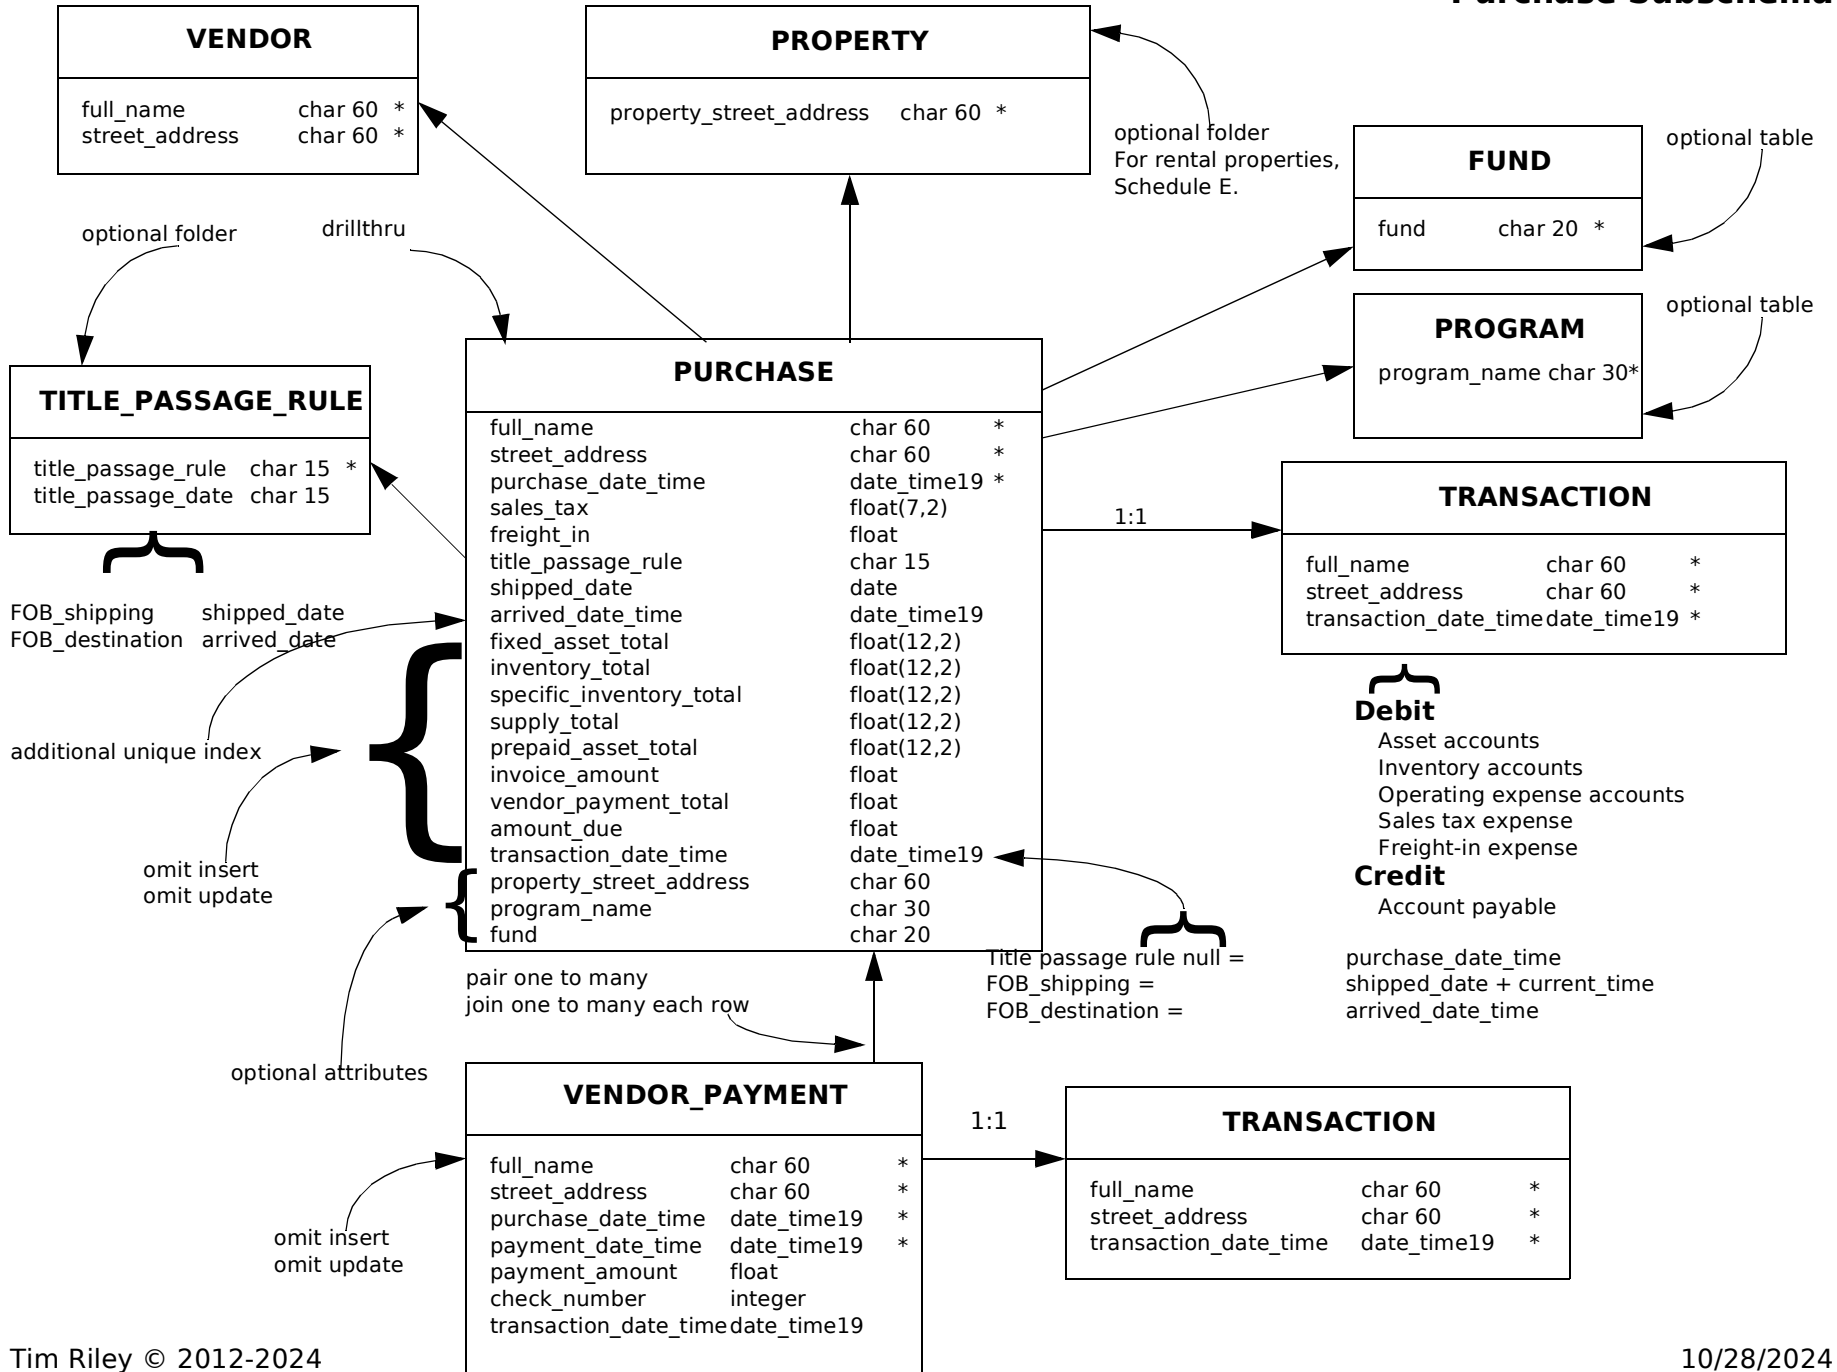 Purchase Subschema
VENDOR
full_name char 60 *
street_address char 60 *
PROPERTY
property_street_address char 60 *
optional folder
For rental properties,
Schedule E.
FUND
fund char 20 *
optional table
optional folder
drillthru
PROGRAM
program_name char 30*
optional table
TITLE_PASSAGE_RULE
title_passage_rule char 15 *
title_passage_date char 15
FOB_shipping shipped_date
FOB_destination arrived_date
additional unique index
omit insert
omit update
optional attributes
PURCHASE
full_name char 60 *
street_address char 60 *
purchase_date_time date_time19 *
sales_tax float(7,2)
freight_in float
title_passage_rule char 15
shipped_date date
arrived_date_time date_time19
fixed_asset_total float(12,2)
inventory_total float(12,2)
specific_inventory_total float(12,2)
supply_total float(12,2)
prepaid_asset_total float(12,2)
invoice_amount float
vendor_payment_total float
amount_due float
transaction_date_time date_time19
property_street_address char 60
program_name char 30
fund char 20
1:1
TRANSACTION
full_name char 60 *
street_address char 60 *
transaction_date_time date_time19 *
Debit
Asset accounts
Inventory accounts
Operating expense accounts
Sales tax expense
Freight-in expense
Credit
Account payable
Title passage rule null = purchase_date_time
FOB_shipping = shipped_date + current_time
FOB_destination = arrived_date_time
pair one to many
join one to many each row
VENDOR_PAYMENT
full_name char 60 *
street_address char 60 *
purchase_date_time date_time19 *
payment_date_time date_time19 *
payment_amount float
check_number integer
transaction_date_time date_time19
omit insert
omit update
1:1
TRANSACTION
full_name char 60 *
street_address char 60 *
transaction_date_time date_time19 *
Tim Riley © 2012-2024
10/28/2024